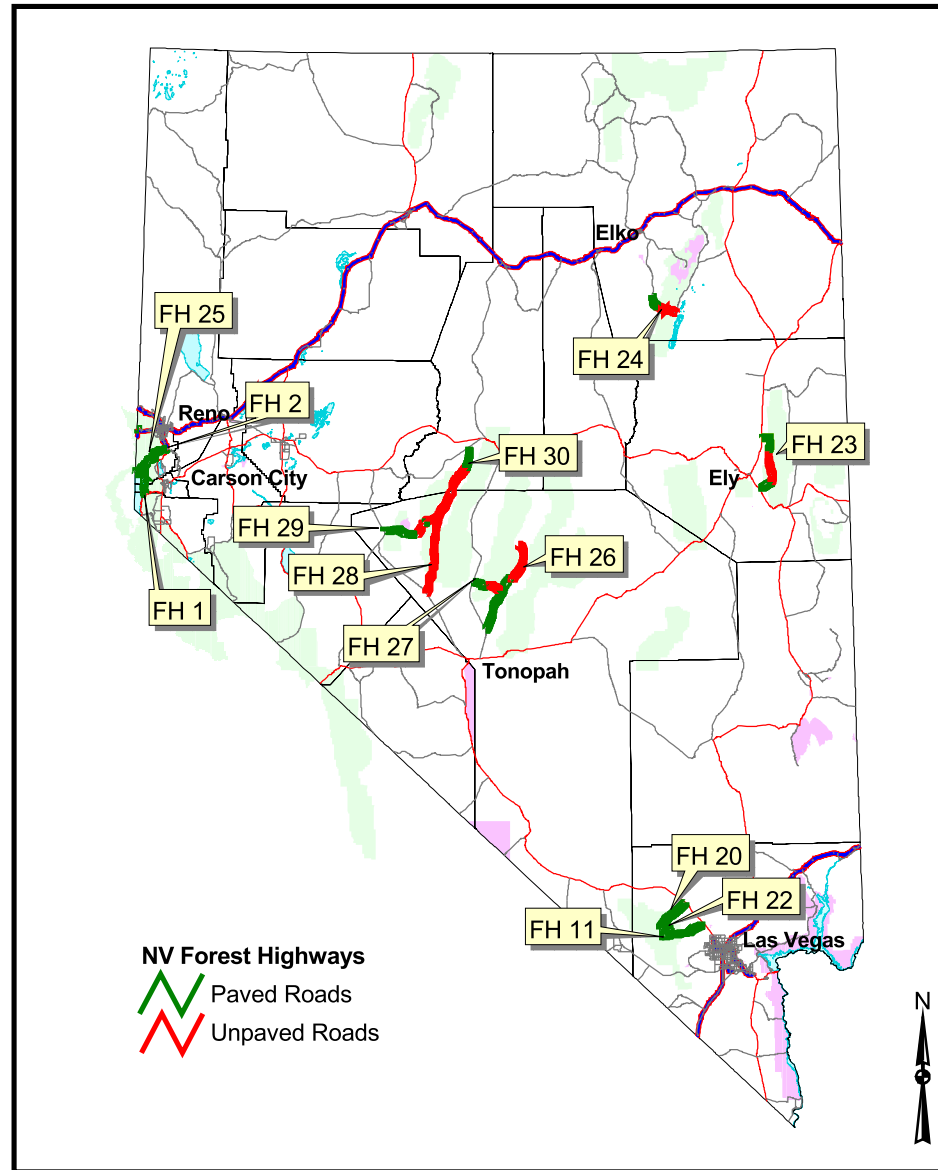 Elko
FH 25
FH 24
FH 2
Reno
FH 23
FH 30
Carson City
Ely
FH 29
FH 26
FH 28
FH 1
FH 27
Tonopah
FH 20
FH 22
FH 11
Las Vegas
NV Forest Highways
Paved Roads
Unpaved Roads
N